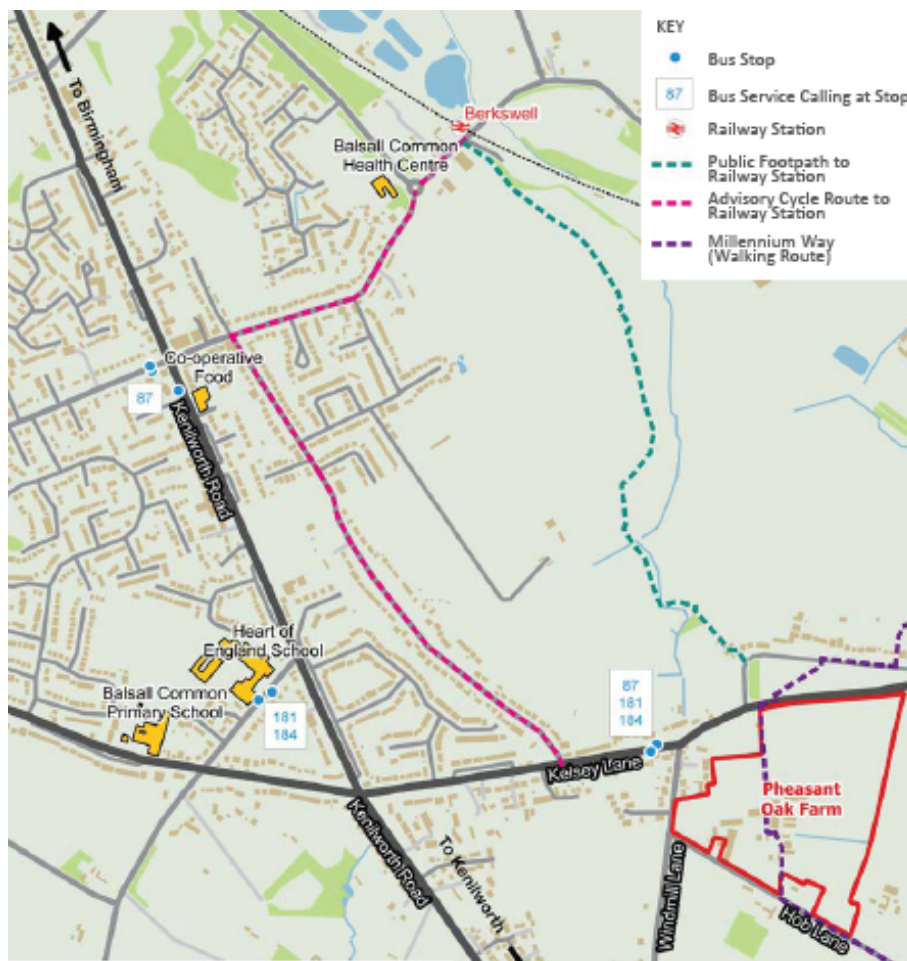 KEY
Bus Stop
87
Bus Service Calling at Stop
Railway Station
Public Footpath to
Railway Station
Advisory Cycle Route to
Railway Station
Millennium Way
(Walking Route)
To Birmingham
Berkswell
Balsall Common
Health Centre
Co-operative
Food
87
Kenilworth Road
Heart of
England School
Balsall Common
Primary School
181
184
87
181
184
Kelsey Lane
Kenilworth Road
To Kenilworth
Pheasant
Oak Farm
Windmill Lane
Hob Lane